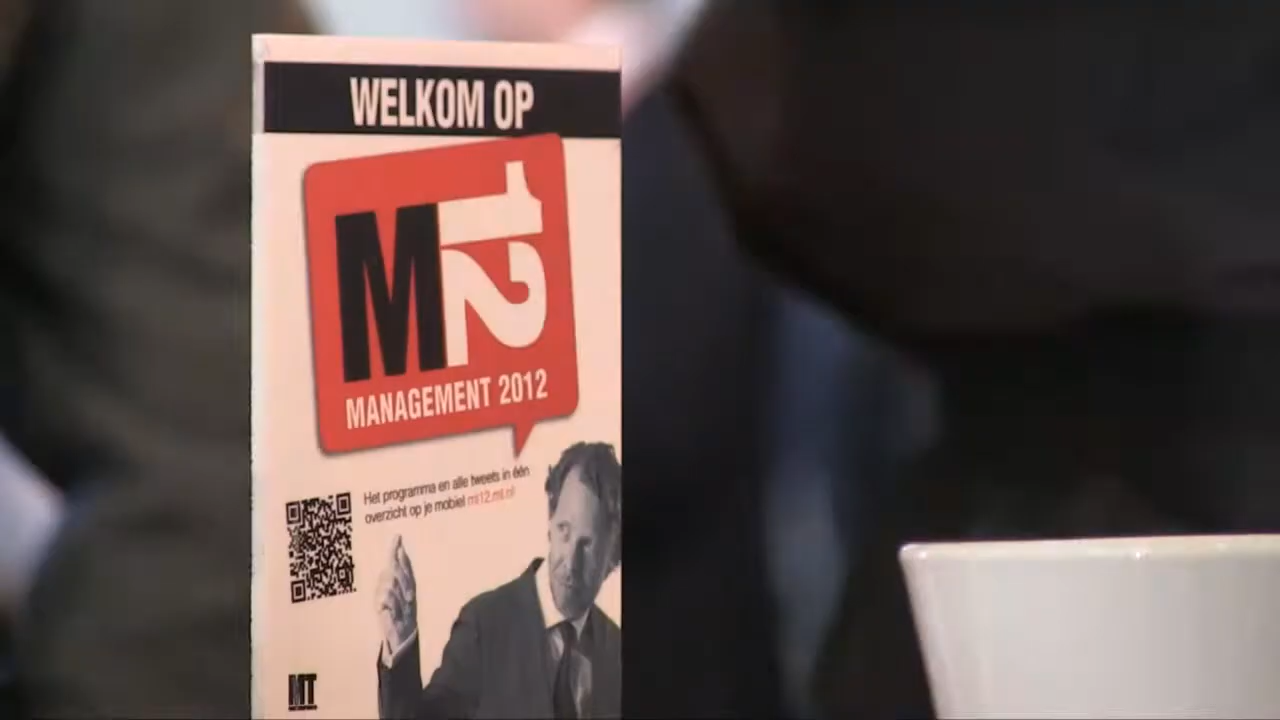 WELKOM OP
M12
MANAGEMENT 2012
Het programma en alle tweets in één
overzicht op je mobiel m12.mt.nl
MT